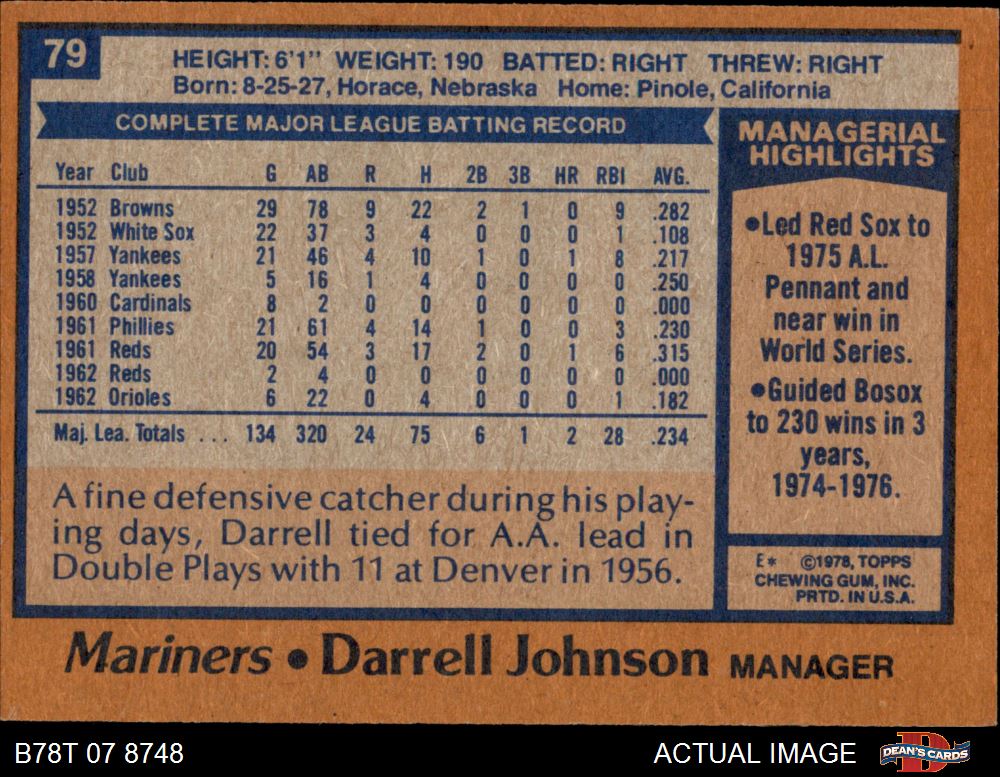 79
HEIGHT: 6'1" WEIGHT: 190 BATTED: RIGHT THREW: RIGHT
Born: 8-25-27, Horace, Nebraska Home: Pinole, California
COMPLETE MAJOR LEAGUE BATTING RECORD
Year Club G AB R H 2B 3B HR RBI AVG.
1952 Browns 29 78 9 22 2 1 0 9 .282
1952 White Sox 22 37 3 4 0 0 0 1 .108
1957 Yankees 21 46 4 10 1 0 1 8 .217
1958 Yankees 5 16 1 4 0 0 0 0 .250
1960 Cardinals 8 2 0 0 0 0 0 0 .000
1961 Phillies 21 61 4 14 1 0 0 3 .230
1961 Reds 20 54 3 17 2 0 1 6 .315
1962 Reds 2 4 0 0 0 0 0 0 .000
1962 Orioles 6 22 0 4 0 0 0 1 .182
Maj. Lea. Totals ... 134 320 24 75 6 1 2 28 .234
A fine defensive catcher during his play-
ing days, Darrell tied for A.A. lead in
Double Plays with 11 at Denver in 1956.
MANAGERIAL
HIGHLIGHTS
●Led Red Sox to
1975 A.L.
Pennant and
near win in
World Series.
●Guided Bosox
to 230 wins in 3
years,
1974-1976.
E* ©1978, TOPPS
CHEWING GUM, INC.
PRTD. IN U.S.A.
Mariners ● Darrell Johnson MANAGER
B78T 07 8748
ACTUAL IMAGE
DEAN'S CARDS